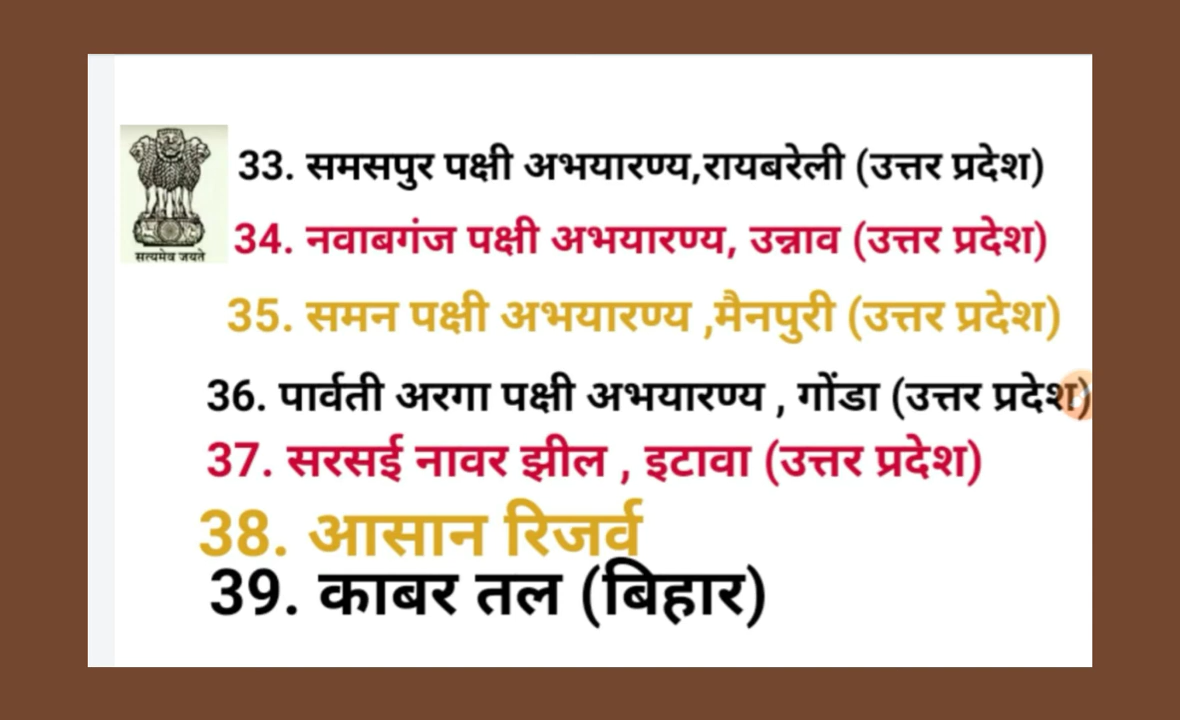 33. समसपुर पक्षी अभयारण्य,रायबरेली (उत्तर प्रदेश)
सत्यमेव जयते
34. नवाबगंज पक्षी अभयारण्य, उन्नाव (उत्तर प्रदेश)
35. समन पक्षी अभयारण्य ,मैनपुरी (उत्तर प्रदेश)
36. पार्वती अरगा पक्षी अभयारण्य , गोंडा (उत्तर प्रदेश)
37. सरसई नावर झील , इटावा (उत्तर प्रदेश)
38. आसान रिजर्व
39. काबर तल (बिहार)